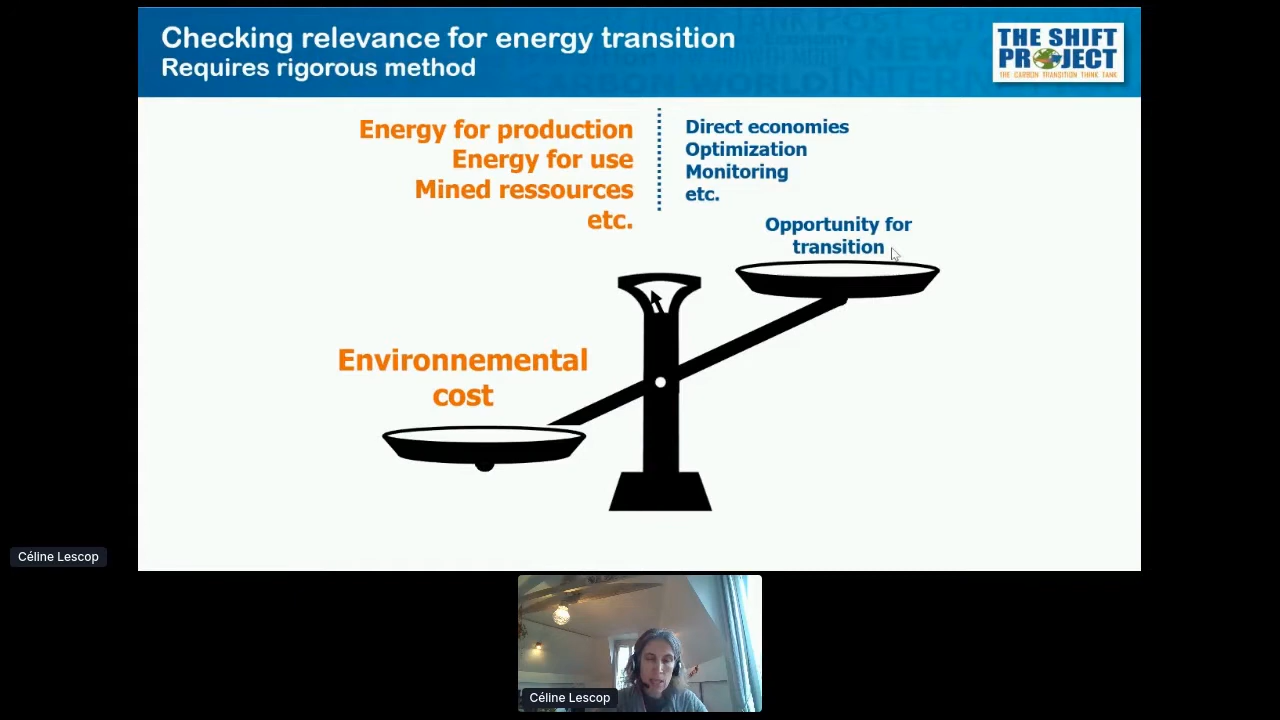 Checking relevance for energy transition
Requires rigorous method
THE SHIFT
PROJECT
THE CARBON TRANSITION THINK TANK
Energy for production
Energy for use
Mined ressources
etc.
Direct economies
Optimization
Monitoring
etc.
Opportunity for
transition
Environnemental
cost
Céline Lescop
Céline Lescop